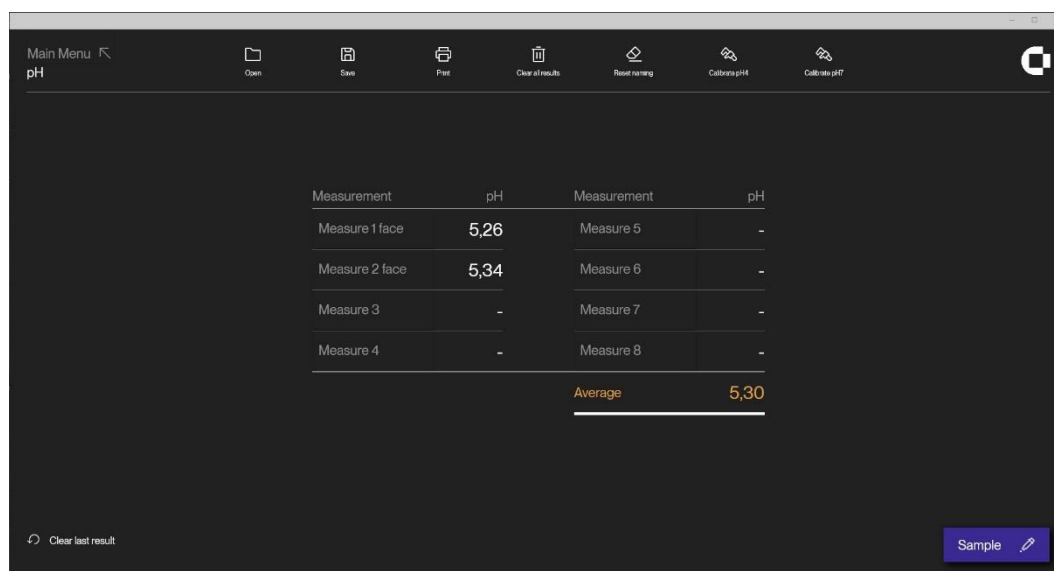 Main Menu
pH
Open
Save
Print
Clear all results
Reset naming
Calibrate pH4
Calibrate pH7
Measurement pH
Measure 1 face 5,26
Measure 2 face 5,34
Measure 3 -
Measure 4 -
Measurement pH
Measure 5 -
Measure 6 -
Measure 7 -
Measure 8 -
Average 5,30
Clear last result
Sample